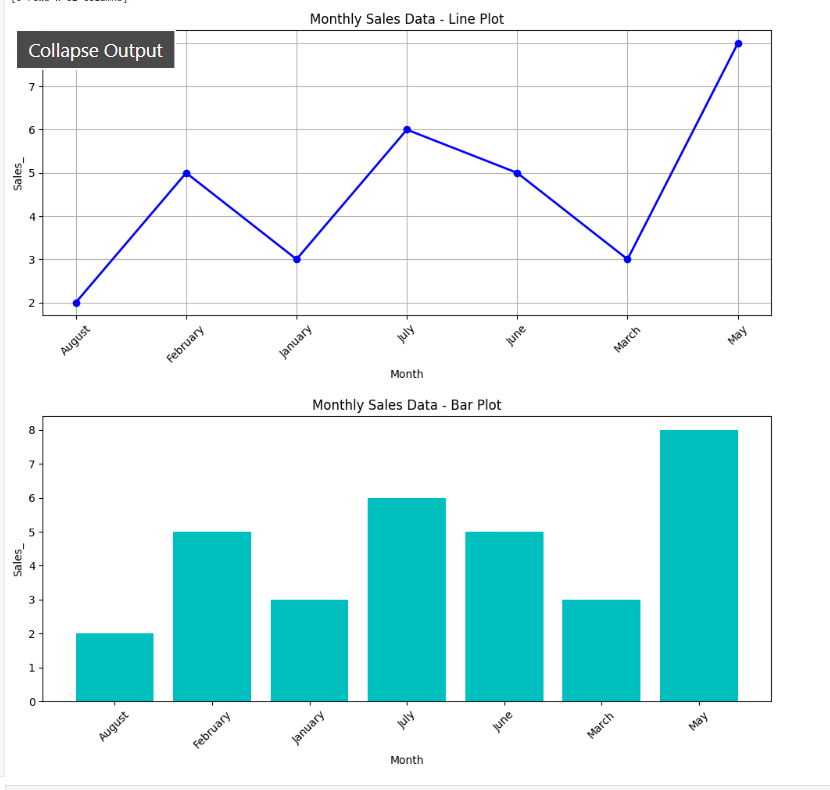 Monthly Sales Data - Line Plot
Collapse Output
7
6
5
4
3
2
Sales_
August
February
January
July
June
March
May
Month
Monthly Sales Data - Bar Plot
8
7
6
5
4
3
2
1
0
Sales_
August
February
January
July
June
March
May
Month